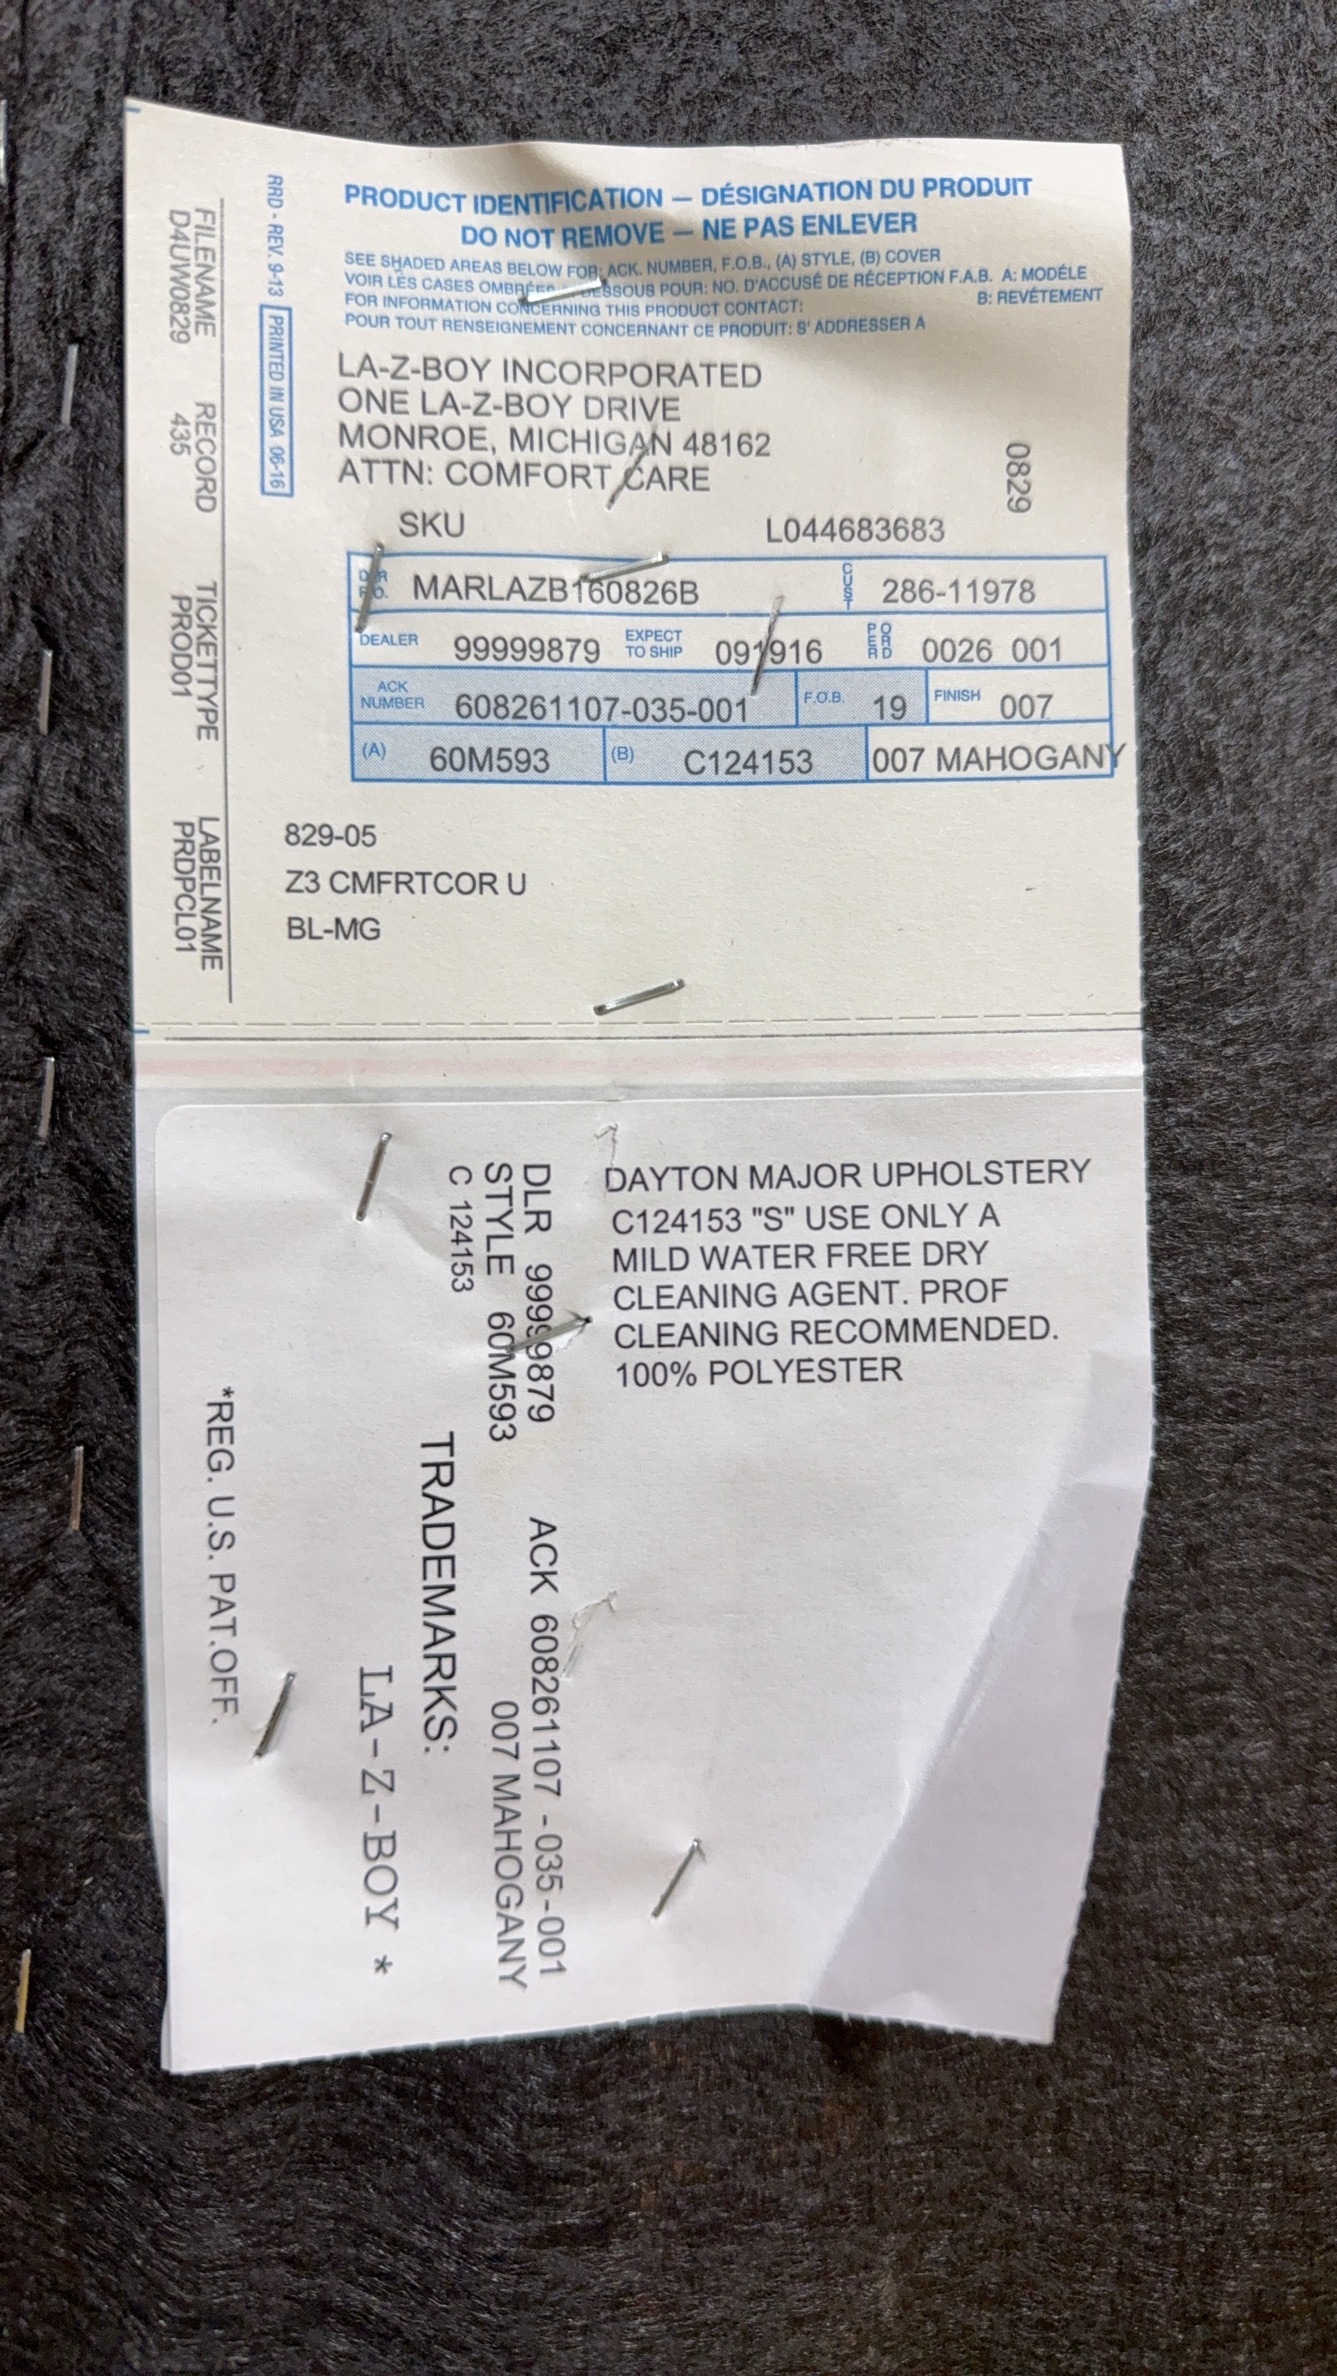 PRODUCT IDENTIFICATION — DÉSIGNATION DU PRODUIT
DO NOT REMOVE — NE PAS ENLEVER
SEE SHADED AREAS BELOW FOR: ACK. NUMBER, F.O.B., (A) STYLE, (B) COVER
VOIR LES CASES OMBRÉES DESSOUS POUR: NO. D'ACCUSÉ DE RÉCEPTION F.A.B. A: MODÉLE
B: REVÉTEMENT
FOR INFORMATION CONCERNING THIS PRODUCT CONTACT:
POUR TOUT RENSEIGNEMENT CONCERNANT CE PRODUIT: S' ADDRESSER A
LA-Z-BOY INCORPORATED
ONE LA-Z-BOY DRIVE
MONROE, MICHIGAN 48162
ATTN: COMFORT CARE
0829
SKU L044683683
MARLAZB160826B CUST 286-11978
DEALER 99999879 EXPECT TO SHIP 091916 PER ORD 0026 001
ACK NUMBER 608261107-035-001 F.O.B. 19 FINISH 007
(A) 60M593 (B) C124153 007 MAHOGANY
829-05
Z3 CMFRTCOR U
BL-MG
RRD - REV. 9-13 PRINTED IN USA 06-16
FILENAME RECORD TICKETTYPE LABELNAME
D4UW0829 435 PROD01 PRDPCL01
DAYTON MAJOR UPHOLSTERY
C124153 "S" USE ONLY A
MILD WATER FREE DRY
CLEANING AGENT. PROF
CLEANING RECOMMENDED.
100% POLYESTER
DLR 99999879 ACK 608261107 -035-001
STYLE 60M593 007 MAHOGANY
C 124153
TRADEMARKS:
LA-Z-BOY *
*REG. U.S. PAT.OFF.